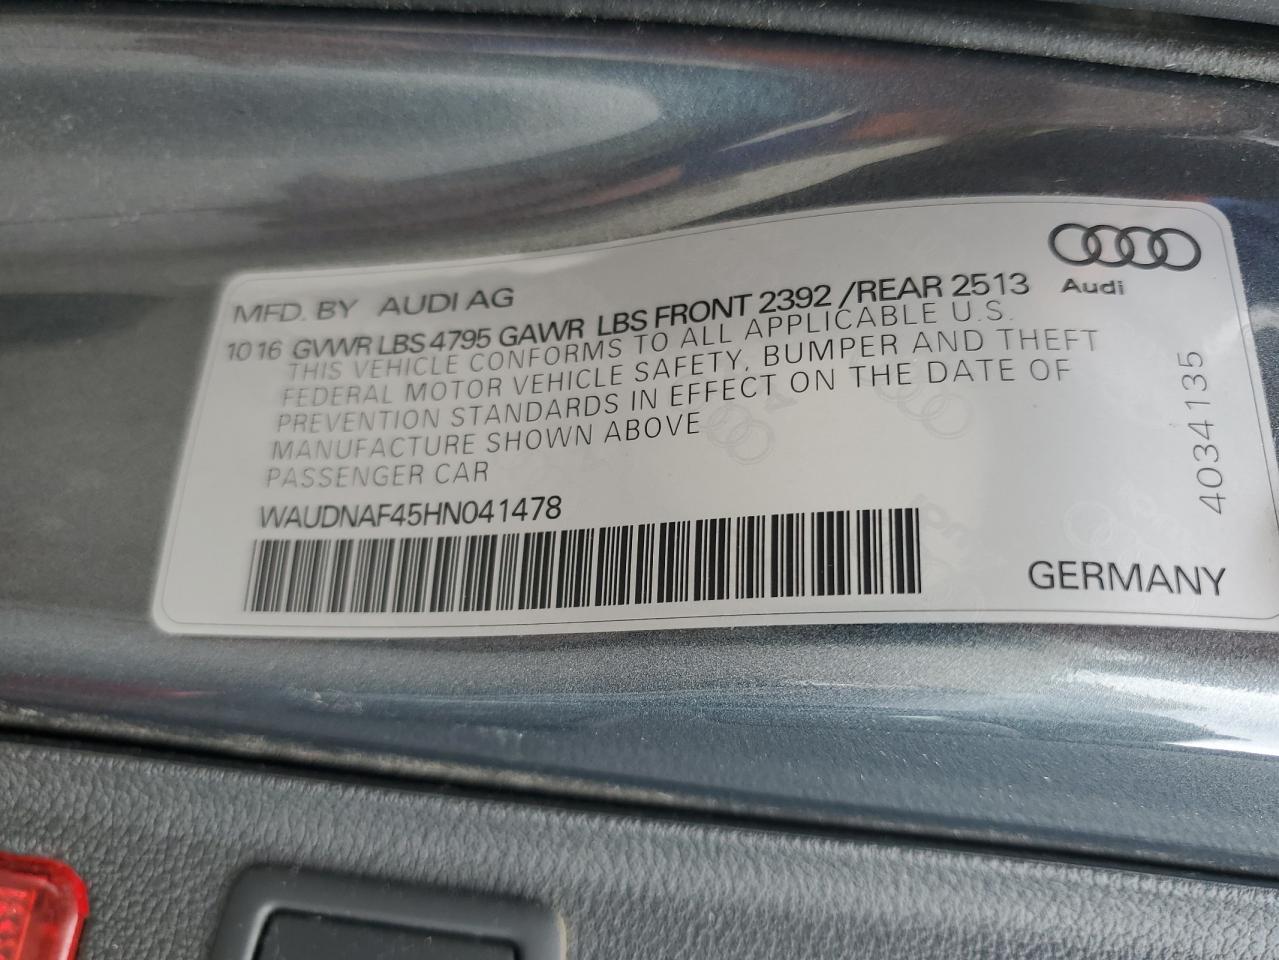 MFD. BY AUDI AG
10 16 GVWR LBS 4795 GAWR LBS FRONT 2392 /REAR 2513
THIS VEHICLE CONFORMS TO ALL APPLICABLE U.S.
FEDERAL MOTOR VEHICLE SAFETY, BUMPER AND THEFT
PREVENTION STANDARDS IN EFFECT ON THE DATE OF
MANUFACTURE SHOWN ABOVE
PASSENGER CAR
WAUDNAF45HN041478
Audi
4034135
GERMANY